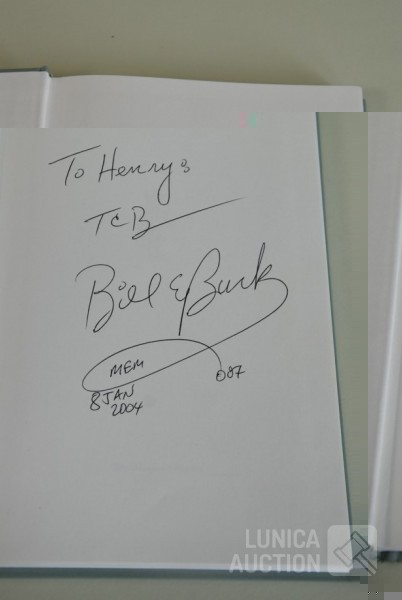 To Henry:
TCB
Bill E Burk
MEM 087
8 JAN
2004
LUNICA
AUCTION